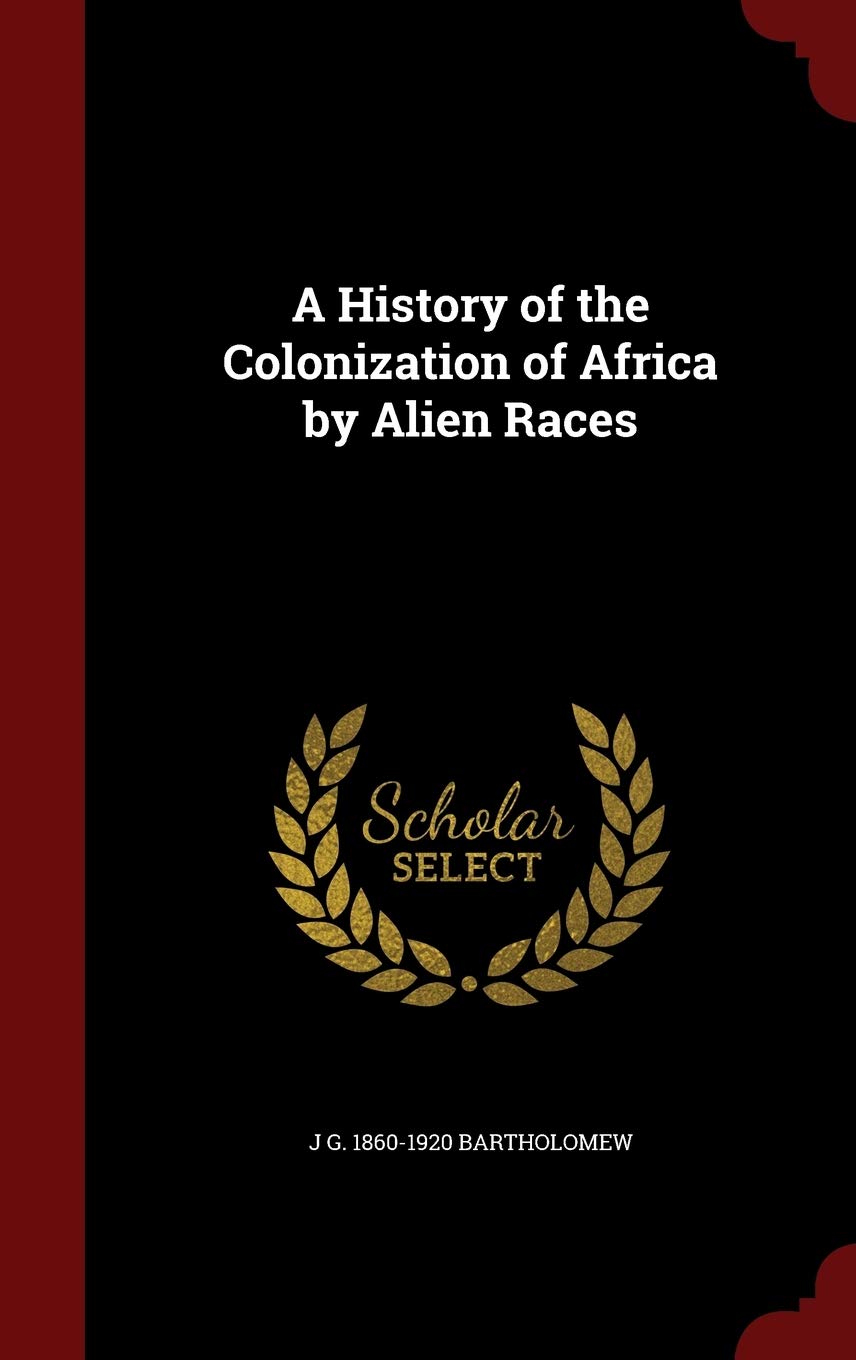 A History of the
Colonization of Africa
by Alien Races
Scholar
SELECT
J G. 1860-1920 BARTHOLOMEW